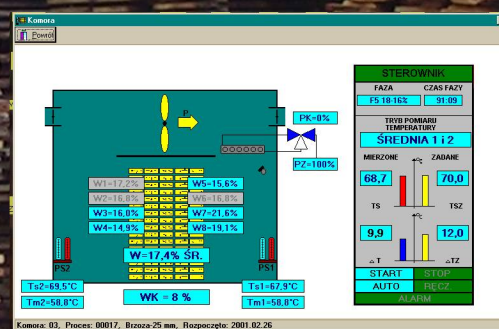 Komora
Powrót
P
PK=0%
PZ=100%
W1=17,2%
W5=15,6%
W2=16,0%
W6=16,0%
W3=16,0%
W7=21,6%
W4=14,9%
W8=19,1%
W=17,4% ŚR.
WK = 8 %
PS2
PS1
Ts2=69,5°C
Tm2=58,8°C
Ts1=67,9°C
Tm1=58,8°C
STEROWNIK
FAZA
CZAS FAZY
F5 18-16%
91:09
TRYB POMIARU
TEMPERATURY
ŚREDNIA 1 i 2
MIERZONE
ZADANE
°C
68,7
70,0
TS
TSZ
°C
9,9
12,0
△T
△TZ
START
STOP
AUTO
RĘCZ
ALARM
Komora: 03, Proces: 00017, Brzoza-25 mm, Rozpoczęto: 2001.02.26